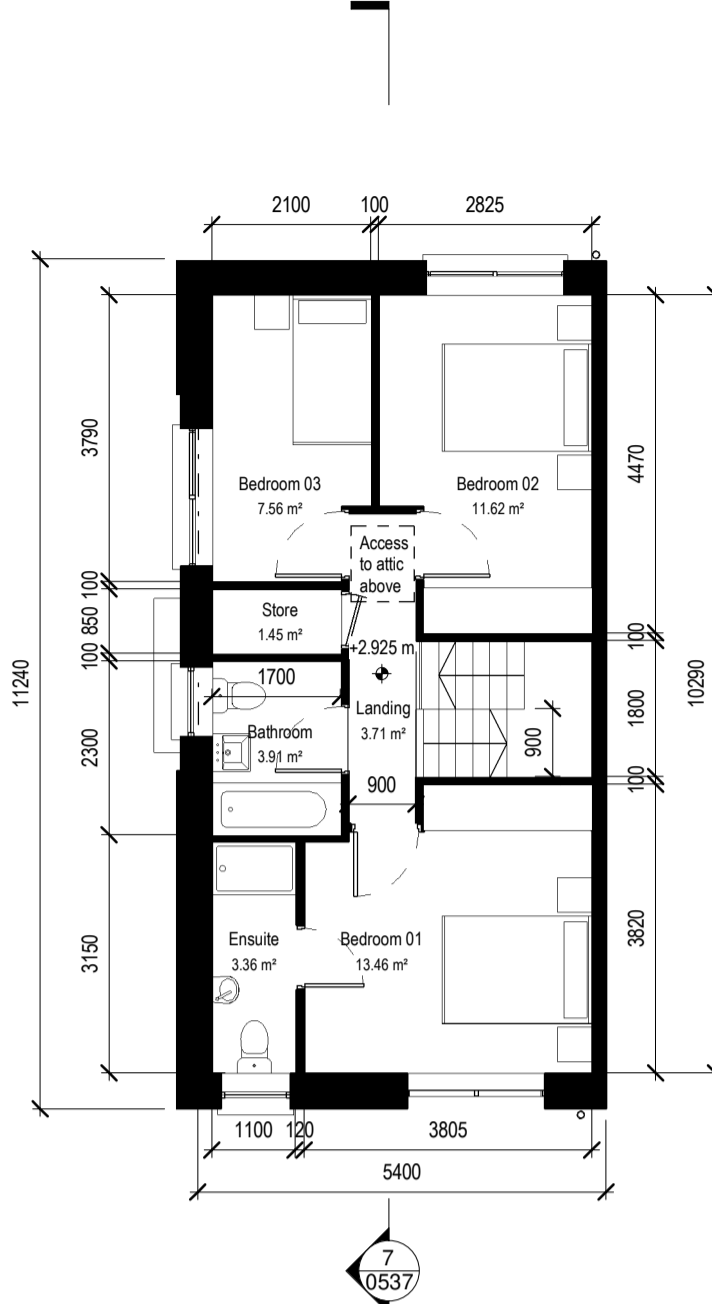 2100
100
2825
3790
4470
Bedroom 03
7.56 m²
Bedroom 02
11.62 m²
Access
to attic
above
100
850
100
Store
1.45 m²
+2.925 m
100
11240
10290
1700
Landing
3.71 m²
1800
900
2300
Bathroom
3.91 m²
900
100
3150
3820
Ensuite
3.36 m²
Bedroom 01
13.46 m²
1100
120
3805
5400
7
0537